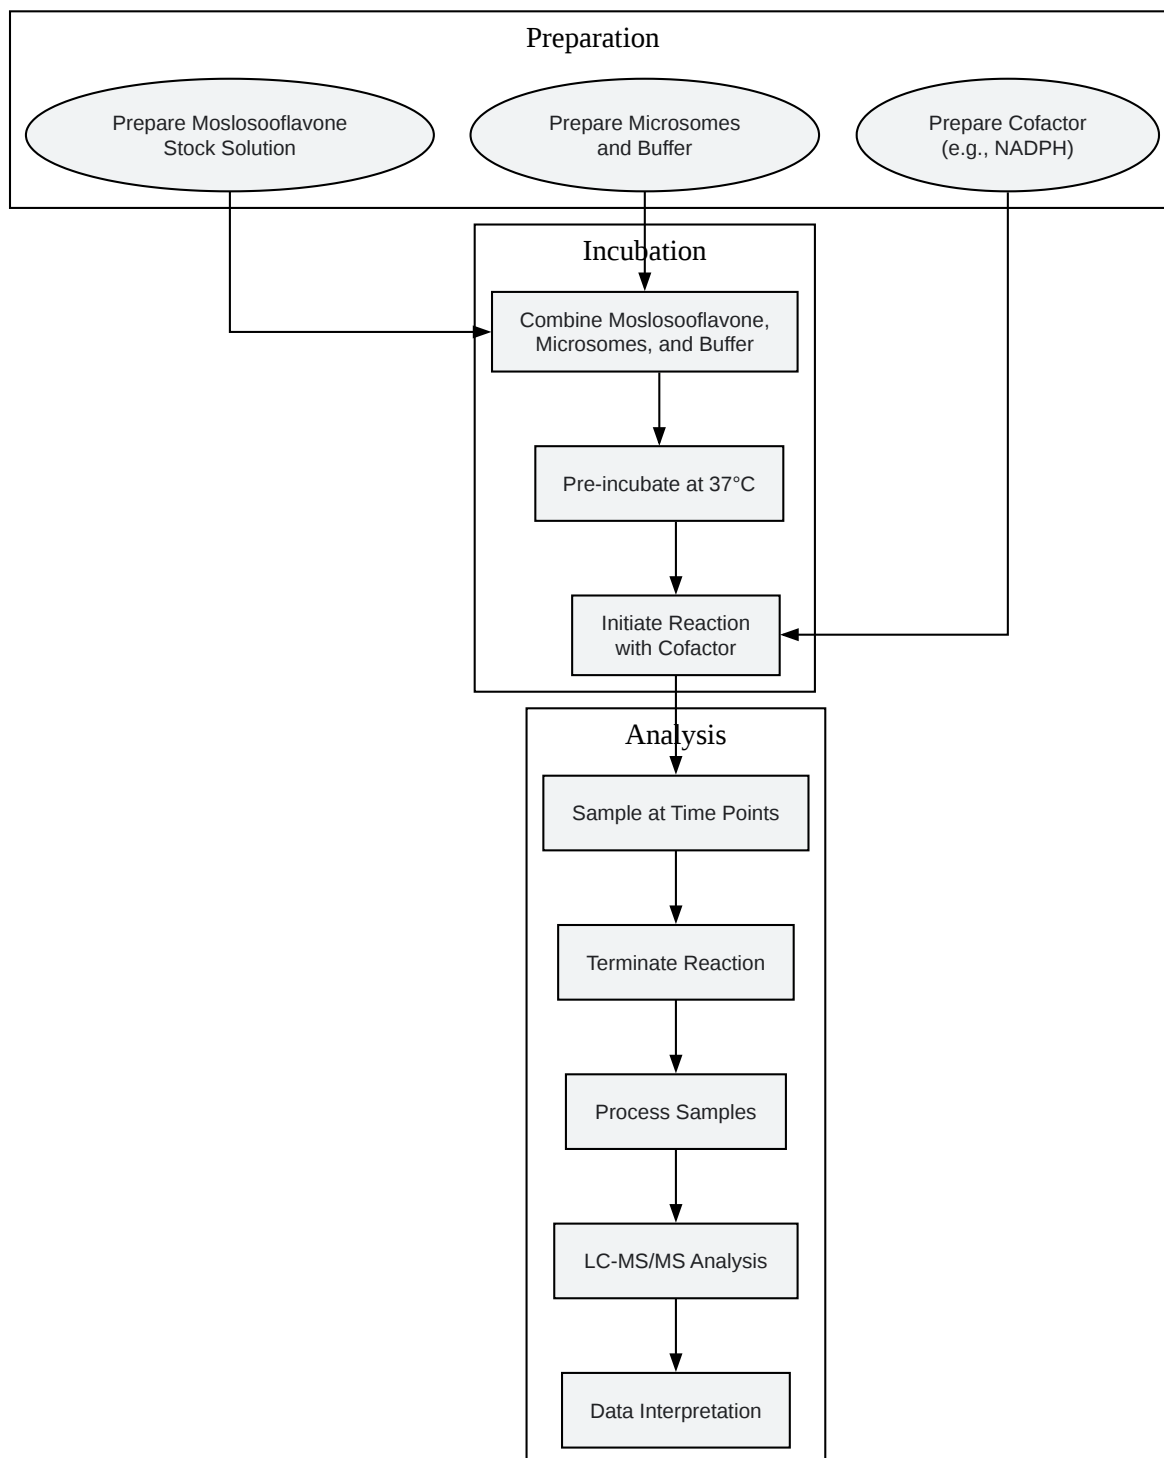 Preparation
Prepare Moslosooflavone
Stock Solution
Prepare Microsomes
and Buffer
Prepare Cofactor
(e.g., NADPH)
Incubation
Combine Moslosooflavone,
Microsomes, and Buffer
Pre-incubate at 37°C
Initiate Reaction
with Cofactor
Analysis
Sample at Time Points
Terminate Reaction
Process Samples
LC-MS/MS Analysis
Data Interpretation